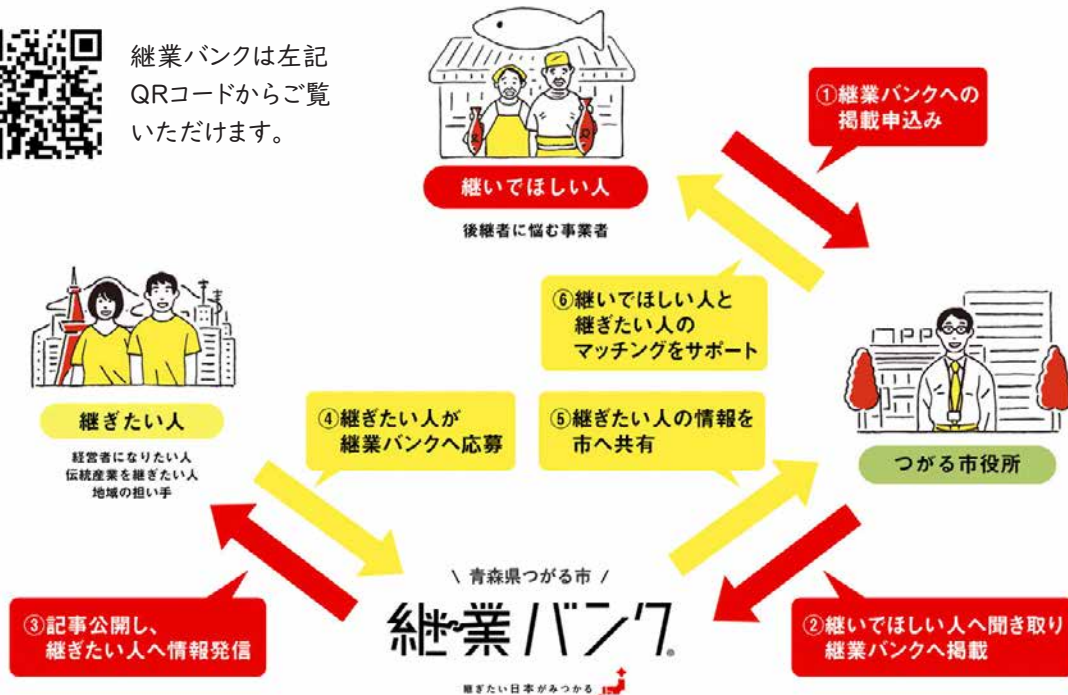 継業バンクは左記
QRコードからご覧
いただけます。
①継業バンクへの
掲載申込み
継いでほしい人
後継者に悩む事業者
⑥継いでほしい人と
継ぎたい人の
マッチングをサポート
継ぎたい人
経営者になりたい人
伝統産業を継ぎたい人
地域の担い手
④継ぎたい人が
継業バンクへ応募
⑤継ぎたい人の情報を
市へ共有
つがる市役所
③記事公開し、
継ぎたい人へ情報発信
\ 青森県つがる市 /
継業バンク®
継ぎたい日本がみつかる
②継いでほしい人へ聞き取り
継業バンクへ掲載